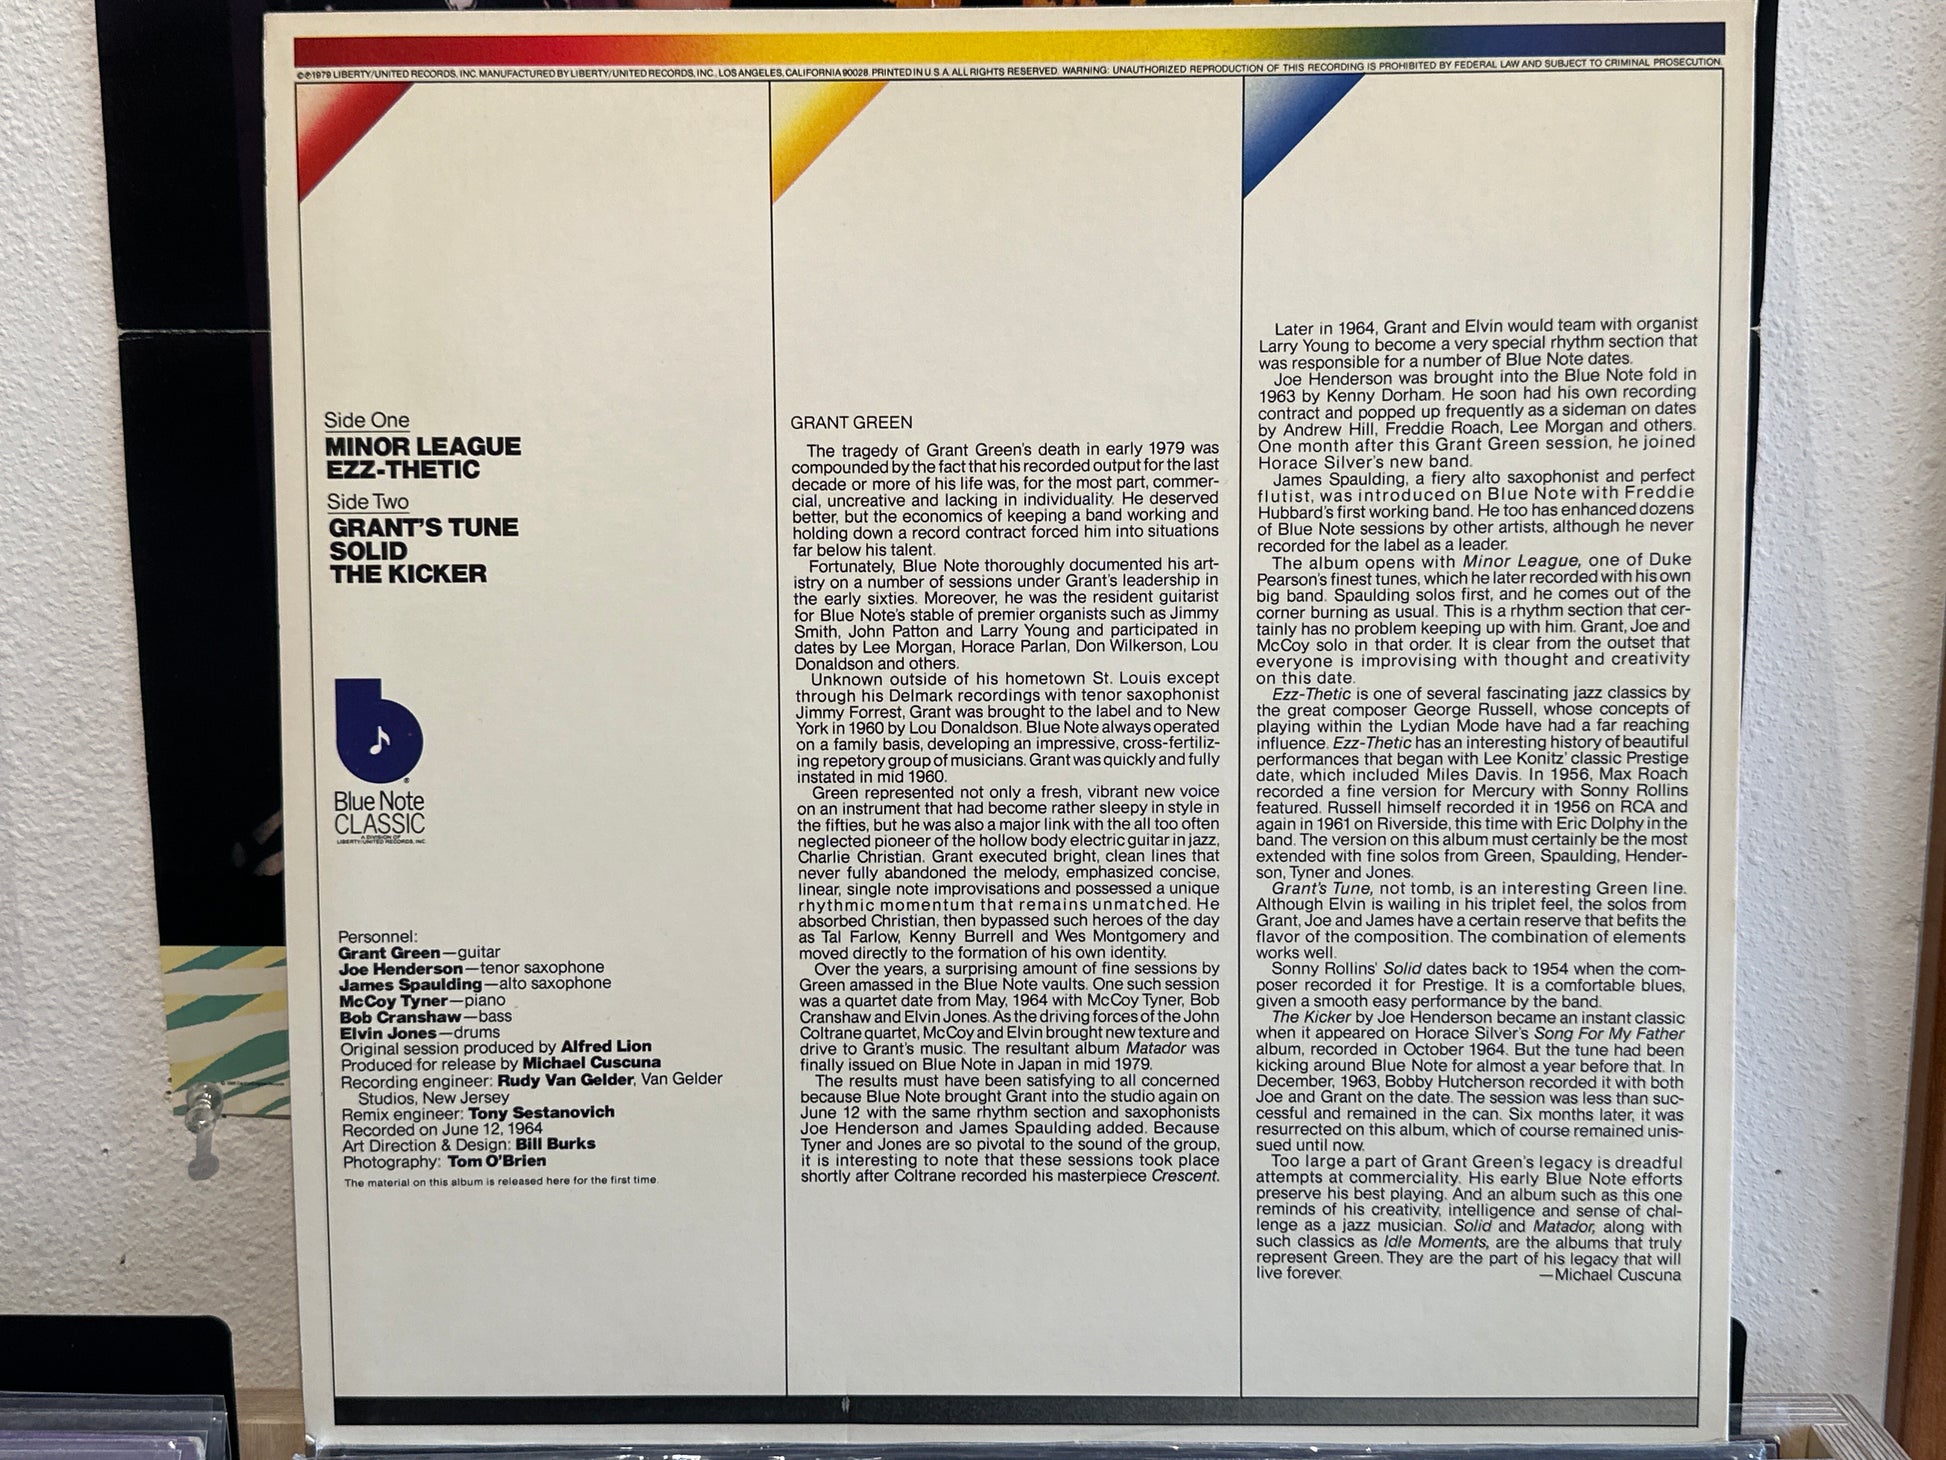 ©℗1979 LIBERTY/UNITED RECORDS, INC. MANUFACTURED BY LIBERTY/UNITED RECORDS, INC., LOS ANGELES, CALIFORNIA 90028. PRINTED IN U S A. ALL RIGHTS RESERVED. WARNING: UNAUTHORIZED REPRODUCTION OF THIS RECORDING IS PROHIBITED BY FEDERAL LAW AND SUBJECT TO CRIMINAL PROSECUTION.
Side One
MINOR LEAGUE
EZZ-THETIC
Side Two
GRANT'S TUNE
SOLID
THE KICKER
Blue Note
CLASSIC
A DIVISION OF
LIBERTY/UNITED RECORDS, INC.
Personnel:
Grant Green—guitar
Joe Henderson—tenor saxophone
James Spaulding—alto saxophone
McCoy Tyner—piano
Bob Cranshaw—bass
Elvin Jones—drums
Original session produced by Alfred Lion
Produced for release by Michael Cuscuna
Recording engineer: Rudy Van Gelder, Van Gelder
Studios, New Jersey
Remix engineer: Tony Sestanovich
Recorded on June 12, 1964
Art Direction & Design: Bill Burks
Photography: Tom O'Brien
The material on this album is released here for the first time.
GRANT GREEN
The tragedy of Grant Green's death in early 1979 was
compounded by the fact that his recorded output for the last
decade or more of his life was, for the most part, commer-
cial, uncreative and lacking in individuality. He deserved
better, but the economics of keeping a band working and
holding down a record contract forced him into situations
far below his talent.
Fortunately, Blue Note thoroughly documented his art-
istry on a number of sessions under Grant's leadership in
the early sixties. Moreover, he was the resident guitarist
for Blue Note's stable of premier organists such as Jimmy
Smith, John Patton and Larry Young and participated in
dates by Lee Morgan, Horace Parlan, Don Wilkerson, Lou
Donaldson and others.
Unknown outside of his hometown St. Louis except
through his Delmark recordings with tenor saxophonist
Jimmy Forrest, Grant was brought to the label and to New
York in 1960 by Lou Donaldson. Blue Note always operated
on a family basis, developing an impressive, cross-fertiliz-
ing repetory group of musicians. Grant was quickly and fully
instated in mid 1960.
Green represented not only a fresh, vibrant new voice
on an instrument that had become rather sleepy in style in
the fifties, but he was also a major link with the all too often
neglected pioneer of the hollow body electric guitar in jazz,
Charlie Christian. Grant executed bright, clean lines that
never fully abandoned the melody, emphasized concise,
linear, single note improvisations and possessed a unique
rhythmic momentum that remains unmatched. He
absorbed Christian, then bypassed such heroes of the day
as Tal Farlow, Kenny Burrell and Wes Montgomery and
moved directly to the formation of his own identity.
Over the years, a surprising amount of fine sessions by
Green amassed in the Blue Note vaults. One such session
was a quartet date from May, 1964 with McCoy Tyner, Bob
Cranshaw and Elvin Jones. As the driving forces of the John
Coltrane quartet, McCoy and Elvin brought new texture and
drive to Grant's music. The resultant album Matador was
finally issued on Blue Note in Japan in mid 1979.
The results must have been satisfying to all concerned
because Blue Note brought Grant into the studio again on
June 12 with the same rhythm section and saxophonists
Joe Henderson and James Spaulding added. Because
Tyner and Jones are so pivotal to the sound of the group,
it is interesting to note that these sessions took place
shortly after Coltrane recorded his masterpiece Crescent.
Later in 1964, Grant and Elvin would team with organist
Larry Young to become a very special rhythm section that
was responsible for a number of Blue Note dates.
Joe Henderson was brought into the Blue Note fold in
1963 by Kenny Dorham. He soon had his own recording
contract and popped up frequently as a sideman on dates
by Andrew Hill, Freddie Roach, Lee Morgan and others.
One month after this Grant Green session, he joined
Horace Silver's new band.
James Spaulding, a fiery alto saxophonist and perfect
flutist, was introduced on Blue Note with Freddie
Hubbard's first working band. He too has enhanced dozens
of Blue Note sessions by other artists, although he never
recorded for the label as a leader.
The album opens with Minor League, one of Duke
Pearson's finest tunes, which he later recorded with his own
big band. Spaulding solos first, and he comes out of the
corner burning as usual. This is a rhythm section that cer-
tainly has no problem keeping up with him. Grant, Joe and
McCoy solo in that order. It is clear from the outset that
everyone is improvising with thought and creativity
on this date.
Ezz-Thetic is one of several fascinating jazz classics by
the great composer George Russell, whose concepts of
playing within the Lydian Mode have had a far reaching
influence. Ezz-Thetic has an interesting history of beautiful
performances that began with Lee Konitz' classic Prestige
date, which included Miles Davis. In 1956, Max Roach
recorded a fine version for Mercury with Sonny Rollins
featured. Russell himself recorded it in 1956 on RCA and
again in 1961 on Riverside, this time with Eric Dolphy in the
band. The version on this album must certainly be the most
extended with fine solos from Green, Spaulding, Hender-
son, Tyner and Jones.
Grant's Tune, not tomb, is an interesting Green line.
Although Elvin is wailing in his triplet feel, the solos from
Grant, Joe and James have a certain reserve that befits the
flavor of the composition. The combination of elements
works well.
Sonny Rollins' Solid dates back to 1954 when the com-
poser recorded it for Prestige. It is a comfortable blues,
given a smooth easy performance by the band.
The Kicker by Joe Henderson became an instant classic
when it appeared on Horace Silver's Song For My Father
album, recorded in October 1964. But the tune had been
kicking around Blue Note for almost a year before that. In
December, 1963, Bobby Hutcherson recorded it with both
Joe and Grant on the date. The session was less than suc-
cessful and remained in the can. Six months later, it was
resurrected on this album, which of course remained unis-
sued until now.
Too large a part of Grant Green's legacy is dreadful
attempts at commerciality. His early Blue Note efforts
preserve his best playing. And an album such as this one
reminds of his creativity, intelligence and sense of chal-
lenge as a jazz musician. Solid and Matador, along with
such classics as Idle Moments, are the albums that truly
represent Green. They are the part of his legacy that will
live forever. —Michael Cuscuna